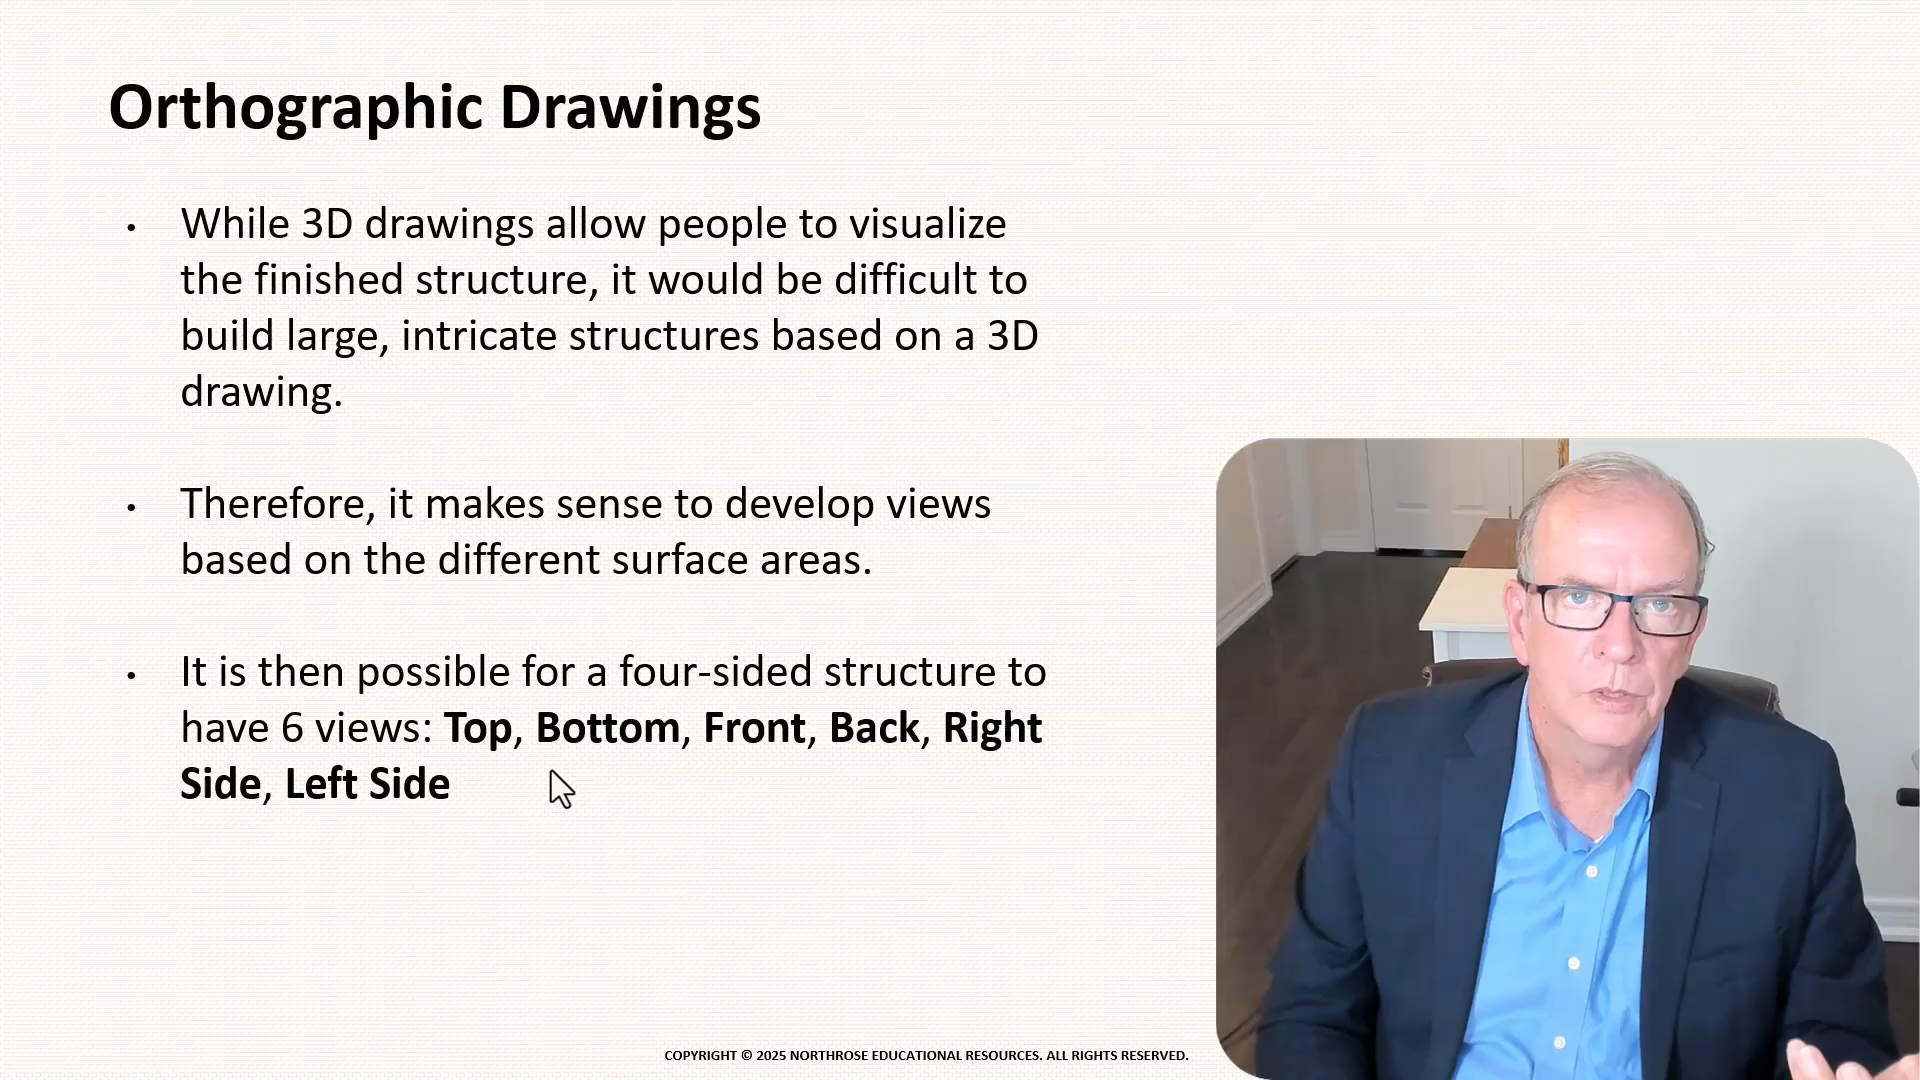 Orthographic Drawings
• While 3D drawings allow people to visualize
the finished structure, it would be difficult to
build large, intricate structures based on a 3D
drawing.
• Therefore, it makes sense to develop views
based on the different surface areas.
• It is then possible for a four-sided structure to
have 6 views: Top, Bottom, Front, Back, Right
Side, Left Side
COPYRIGHT © 2025 NORTHROSE EDUCATIONAL RESOURCES. ALL RIGHTS RESERVED.